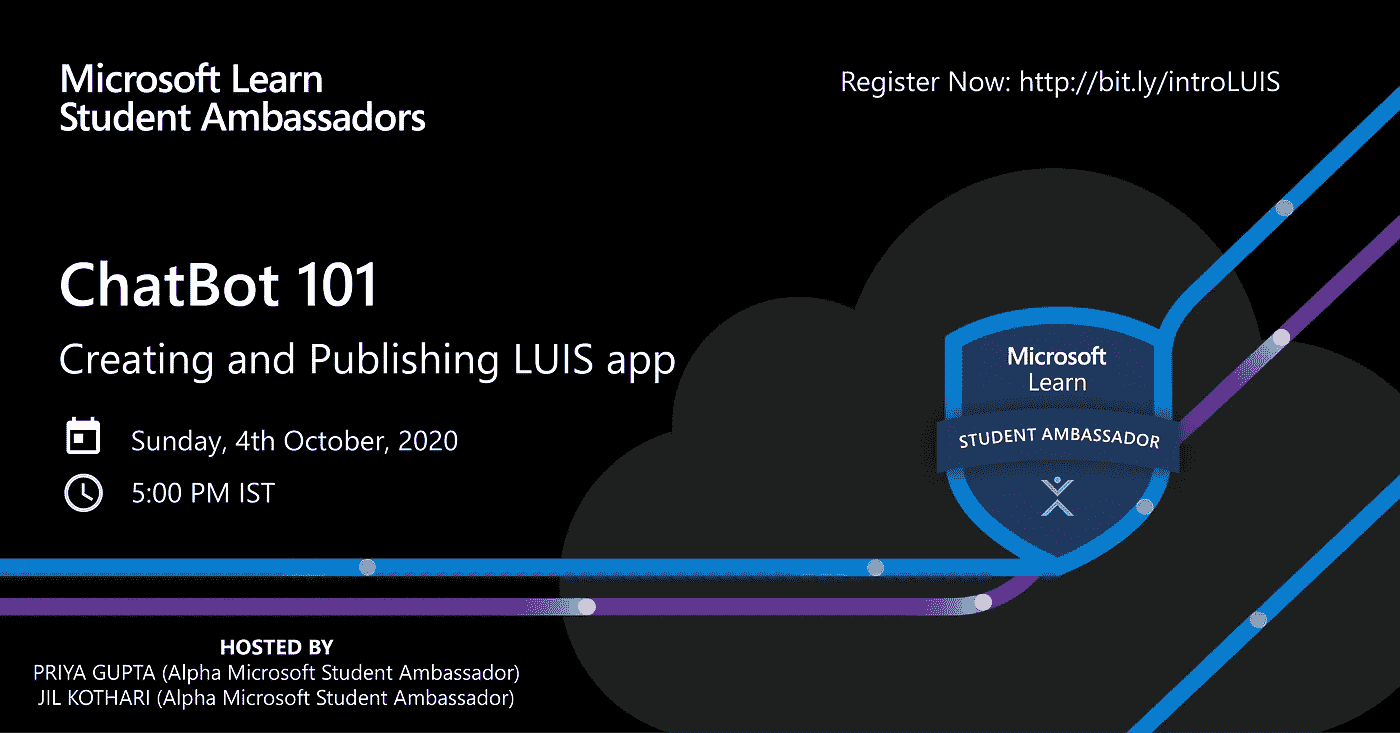 Microsoft Learn
Student Ambassadors
Register Now: http://bit.ly/introLUIS
ChatBot 101
Creating and Publishing LUIS app
Sunday, 4th October, 2020
5:00 PM IST
Microsoft
Learn
STUDENT AMBASSADOR
HOSTED BY
PRIYA GUPTA (Alpha Microsoft Student Ambassador)
JIL KOTHARI (Alpha Microsoft Student Ambassador)